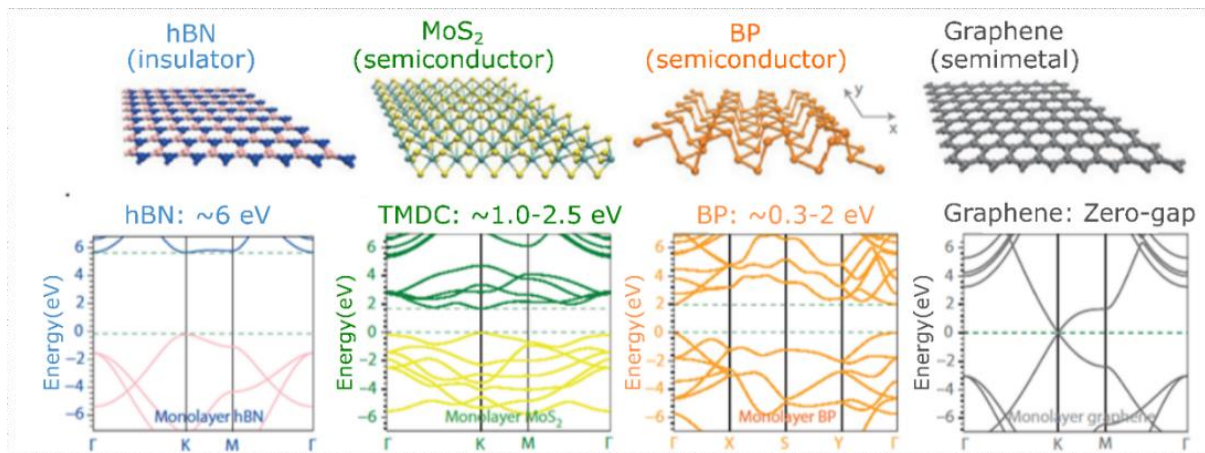 hBN
(insulator)
MoS₂
(semiconductor)
BP
(semiconductor)
y
x
Graphene
(semimetal)
hBN: ~6 eV
TMDC: ~1.0-2.5 eV
BP: ~0.3-2 eV
Graphene: Zero-gap
Energy(eV)
6
4
2
0
−2
−4
−6
Monolayer hBN
Γ K M Γ
Energy(eV)
6
4
2
0
−2
−4
−6
Monolayer MoS₂
Γ K M Γ
Energy(eV)
6
4
2
0
−2
−4
−6
Monolayer BP
Γ X S Y Γ
Energy(eV)
6
4
2
0
−2
−4
−6
Monolayer graphene
Γ K M Γ